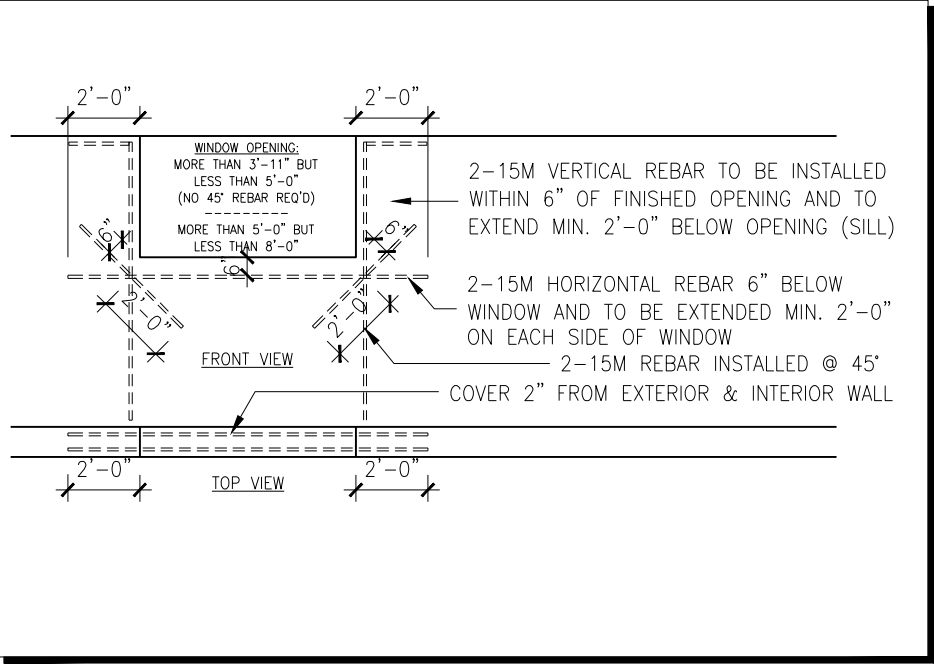 2'-0" 2'-0"
WINDOW OPENING:
MORE THAN 3'-11" BUT
LESS THAN 5'-0"
(NO 45° REBAR REQ'D)
----------
MORE THAN 5'-0" BUT
LESS THAN 8'-0"
2-15M VERTICAL REBAR TO BE INSTALLED
WITHIN 6" OF FINISHED OPENING AND TO
EXTEND MIN. 2'-0" BELOW OPENING (SILL)
6" 6"
6"
2-15M HORIZONTAL REBAR 6" BELOW
WINDOW AND TO BE EXTENDED MIN. 2'-0"
ON EACH SIDE OF WINDOW
2'-0" 2'-0"
FRONT VIEW
2-15M REBAR INSTALLED @ 45°
COVER 2" FROM EXTERIOR & INTERIOR WALL
2'-0" 2'-0"
TOP VIEW